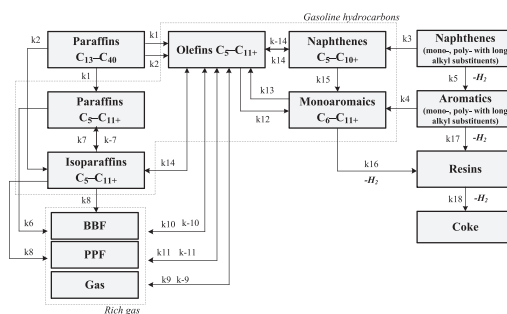 Gasoline hydrocarbons
k2
Paraffins
C13–C40
k1
k2
Olefins C5–C11+
k-14
k14
Naphthenes
C5–C10+
k3
Naphthenes
(mono-, poly- with long
alkyl substituents)
k1
k13
k15
k5 -H2
Paraffins
C5–C11+
k12
Monoaromaics
C6–C11+
k4
Aromatics
(mono-, poly- with long
alkyl substituents)
k7 k-7
k17
Isoparaffins
C5–C11+
k14
k16
-H2
Resins
k8
k18 -H2
k6
BBF
k10 k-10
Coke
k8
PPF
k11 k-11
Gas
k9 k-9
Rich gas